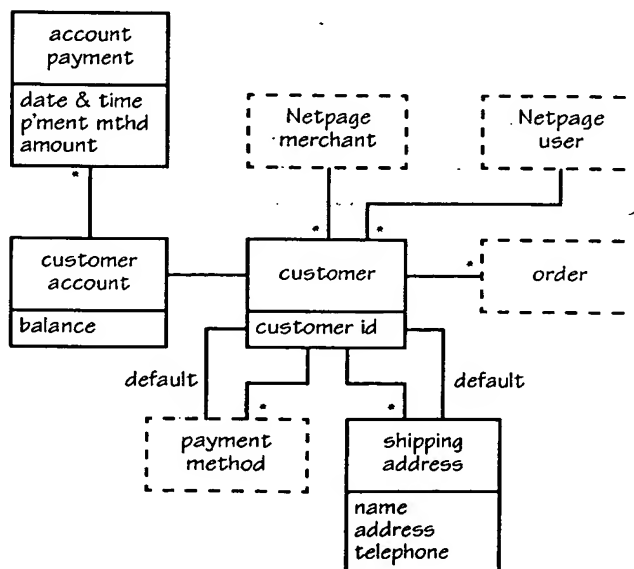 account
payment
date & time
p'ment mthd
amount
*
Netpage
merchant
Netpage
user
*
*
customer
account
balance
customer
customer id
*
order
default
default
*
*
payment
method
shipping
address
name
address
telephone